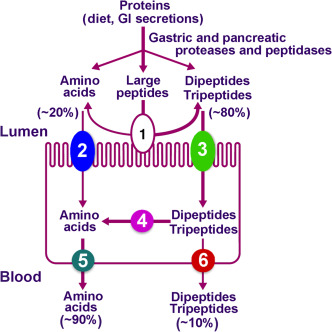 Proteins
(diet, GI secretions)
Gastric and pancreatic
proteases and peptidases
Amino
acids
Large
peptides
Dipeptides
Tripeptides
(~20%)
(~80%)
1
Lumen
2
3
Amino
acids
4
Dipeptides
Tripeptides
5
6
Blood
Amino
acids
(~90%)
Dipeptides
Tripeptides
(~10%)